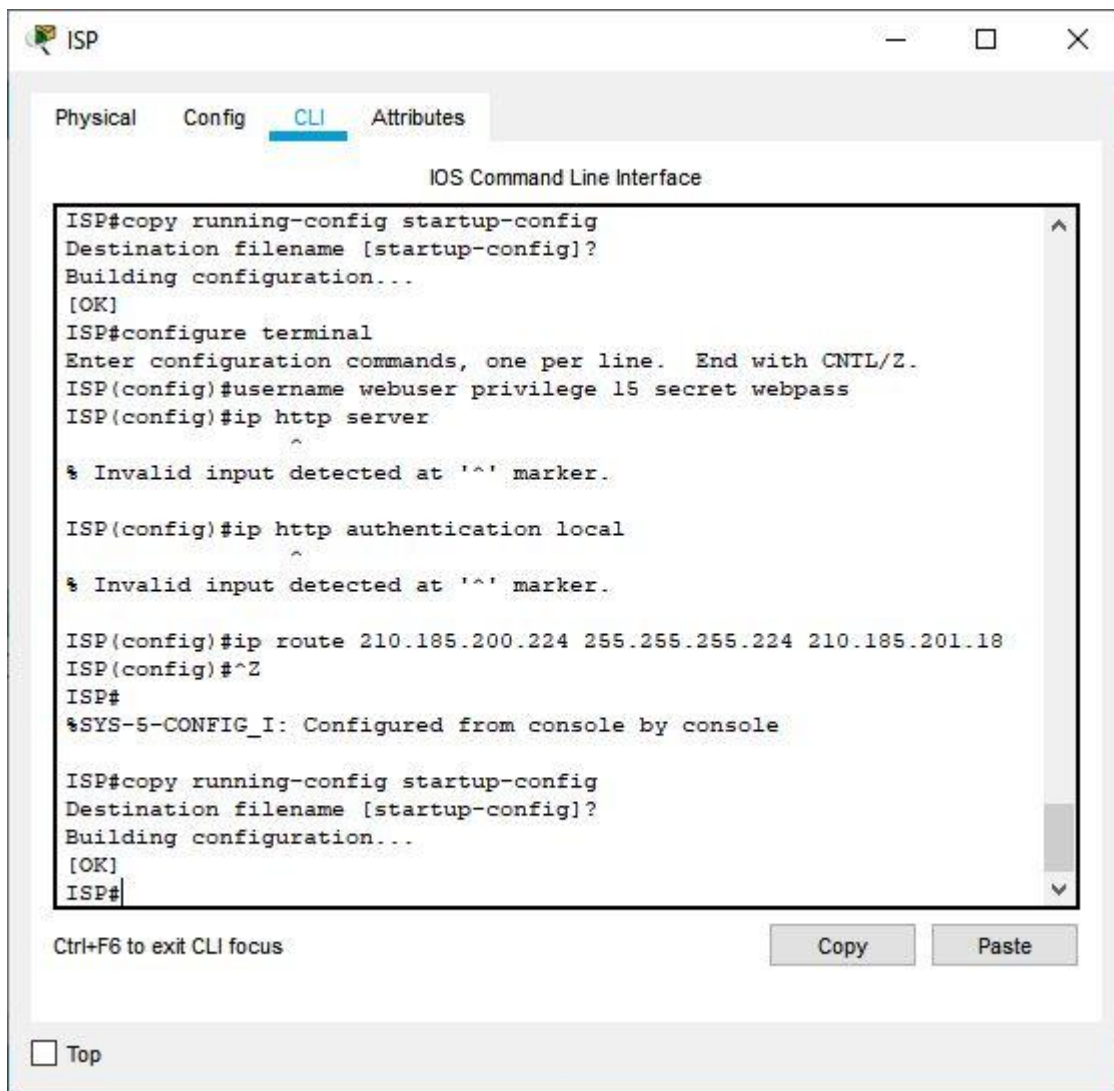 ISP
Physical Config CLI Attributes
IOS Command Line Interface
ISP#copy running-config startup-config
Destination filename [startup-config]?
Building configuration...
[OK]
ISP#configure terminal
Enter configuration commands, one per line.  End with CNTL/Z.
ISP(config)#username webuser privilege 15 secret webpass
ISP(config)#ip http server
^
% Invalid input detected at '^' marker.
ISP(config)#ip http authentication local
^
% Invalid input detected at '^' marker.
ISP(config)#ip route 210.185.200.224 255.255.255.224 210.185.201.18
ISP(config)#^Z
ISP#
%SYS-5-CONFIG_I: Configured from console by console
ISP#copy running-config startup-config
Destination filename [startup-config]?
Building configuration...
[OK]
ISP#
Ctrl+F6 to exit CLI focus
Copy Paste
Top